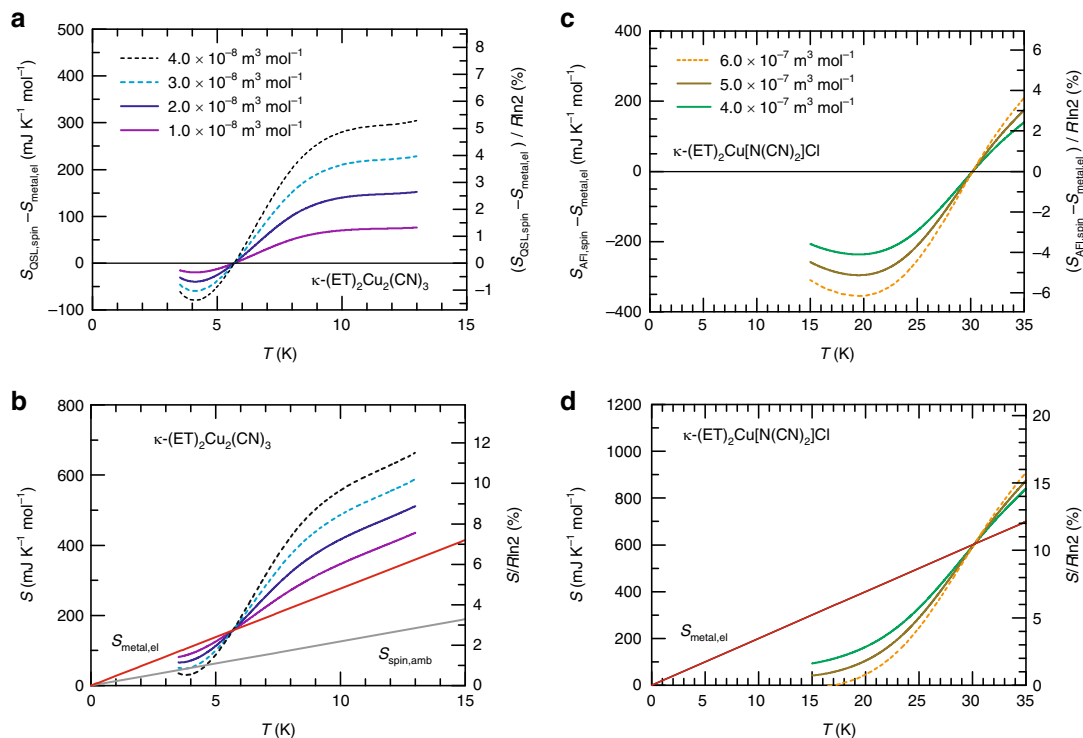 a
500
400
300
200
100
0
−100
0
5
10
15
T (K)
S_QSL,spin − S_metal,el (mJ K⁻¹ mol⁻¹)
8
7
6
5
4
3
2
1
0
−1
(S_QSL,spin − S_metal,el) / Rln2 (%)
4.0 × 10⁻⁸ m³ mol⁻¹
3.0 × 10⁻⁸ m³ mol⁻¹
2.0 × 10⁻⁸ m³ mol⁻¹
1.0 × 10⁻⁸ m³ mol⁻¹
κ-(ET)₂Cu₂(CN)₃
c
400
300
200
100
0
−200
−300
−400
0
5
10
15
20
25
30
35
T (K)
S_AFI,spin − S_metal,el (mJ K⁻¹ mol⁻¹)
6
4
2
0
−2
−4
−6
(S_AFI,spin − S_metal,el) / Rln2 (%)
6.0 × 10⁻⁷ m³ mol⁻¹
5.0 × 10⁻⁷ m³ mol⁻¹
4.0 × 10⁻⁷ m³ mol⁻¹
κ-(ET)₂Cu[N(CN)₂]Cl
b
800
600
400
200
0
0
5
10
15
T (K)
S (mJ K⁻¹ mol⁻¹)
12
10
8
6
4
2
0
S/Rln2 (%)
κ-(ET)₂Cu₂(CN)₃
S_metal,el
S_spin,amb
d
1200
1000
800
600
400
200
0
0
5
10
15
20
25
30
35
T (K)
S (mJ K⁻¹ mol⁻¹)
20
15
10
5
0
S/Rln2 (%)
κ-(ET)₂Cu[N(CN)₂]Cl
S_metal,el